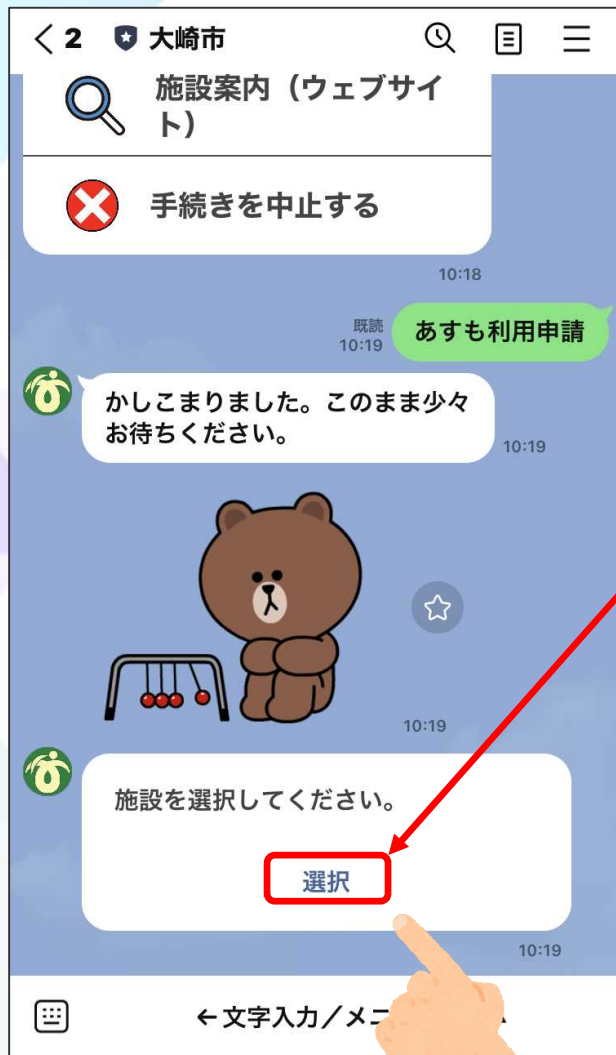 2 大崎市
施設案内（ウェブサイ
ト）
手続きを中止する
10:18
既読
10:19
あすも利用申請
かしこまりました。このまま少々
お待ちください。
10:19
10:19
施設を選択してください。
選択
10:19
←文字入力／メニ